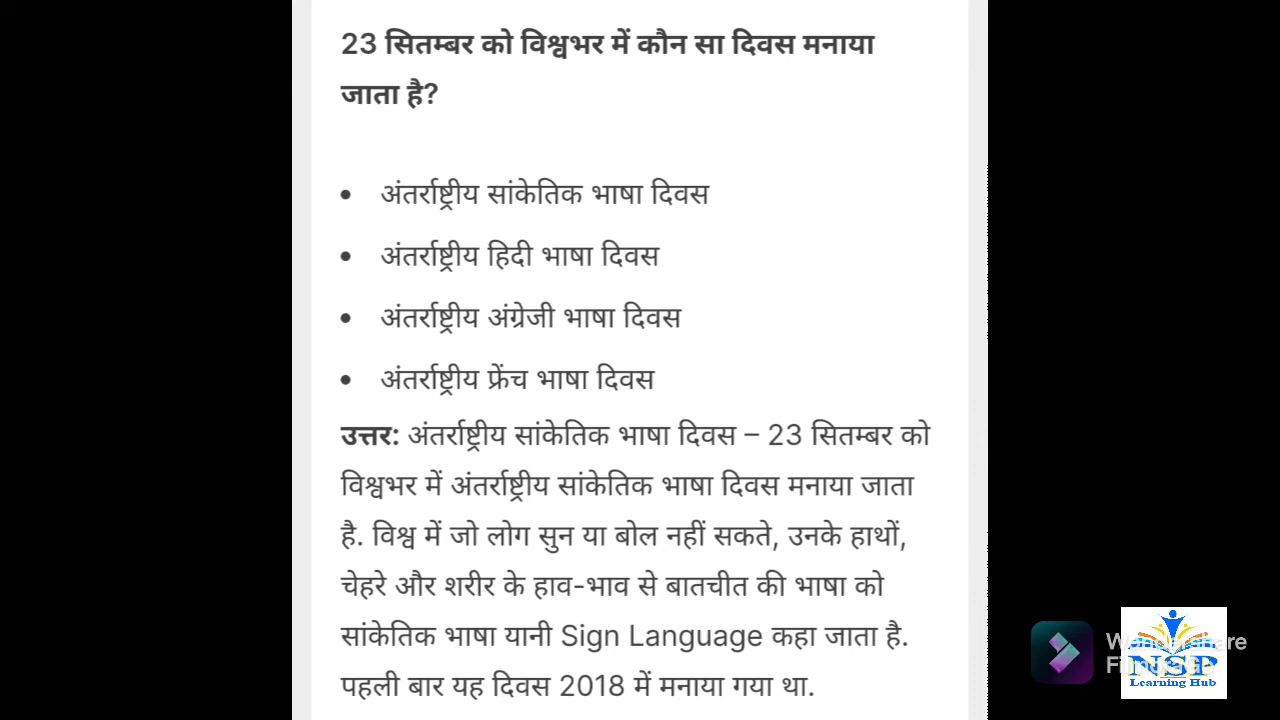 23 सितम्बर को विश्वभर में कौन सा दिवस मनाया
जाता है?
• अंतर्राष्ट्रीय सांकेतिक भाषा दिवस
• अंतर्राष्ट्रीय हिदी भाषा दिवस
• अंतर्राष्ट्रीय अंग्रेजी भाषा दिवस
• अंतर्राष्ट्रीय फ्रेंच भाषा दिवस
उत्तर: अंतर्राष्ट्रीय सांकेतिक भाषा दिवस – 23 सितम्बर को
विश्वभर में अंतर्राष्ट्रीय सांकेतिक भाषा दिवस मनाया जाता
है. विश्व में जो लोग सुन या बोल नहीं सकते, उनके हाथों,
चेहरे और शरीर के हाव-भाव से बातचीत की भाषा को
सांकेतिक भाषा यानी Sign Language कहा जाता है.
पहली बार यह दिवस 2018 में मनाया गया था.
Wondershare
NSP
Learning Hub